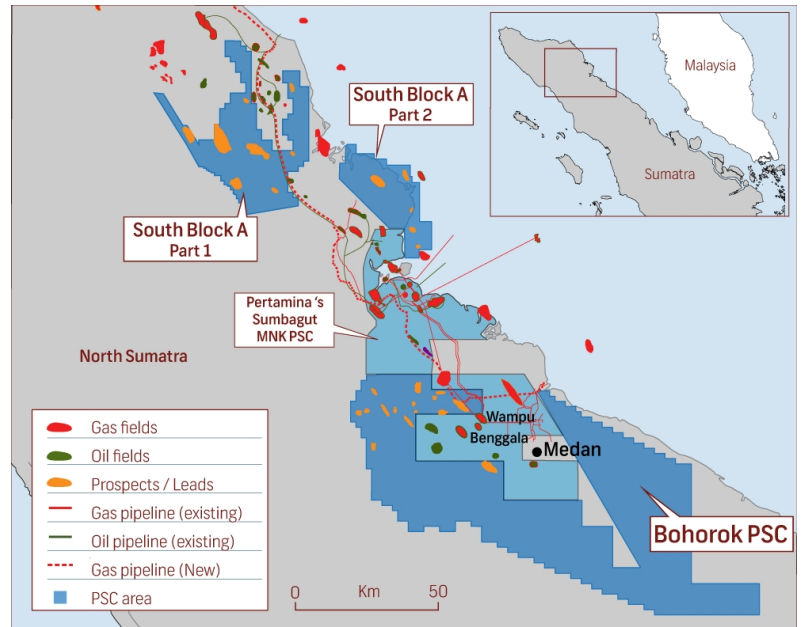 Malaysia
Sumatra
South Block A
Part 2
South Block A
Part 1
Pertamina 's
Sumbagut
MNK PSC
North Sumatra
Wampu
Benggala
Medan
Bohorok PSC
Gas fields
Oil fields
Prospects / Leads
Gas pipeline (existing)
Oil pipeline (existing)
Gas pipeline (New)
PSC area
0 Km 50